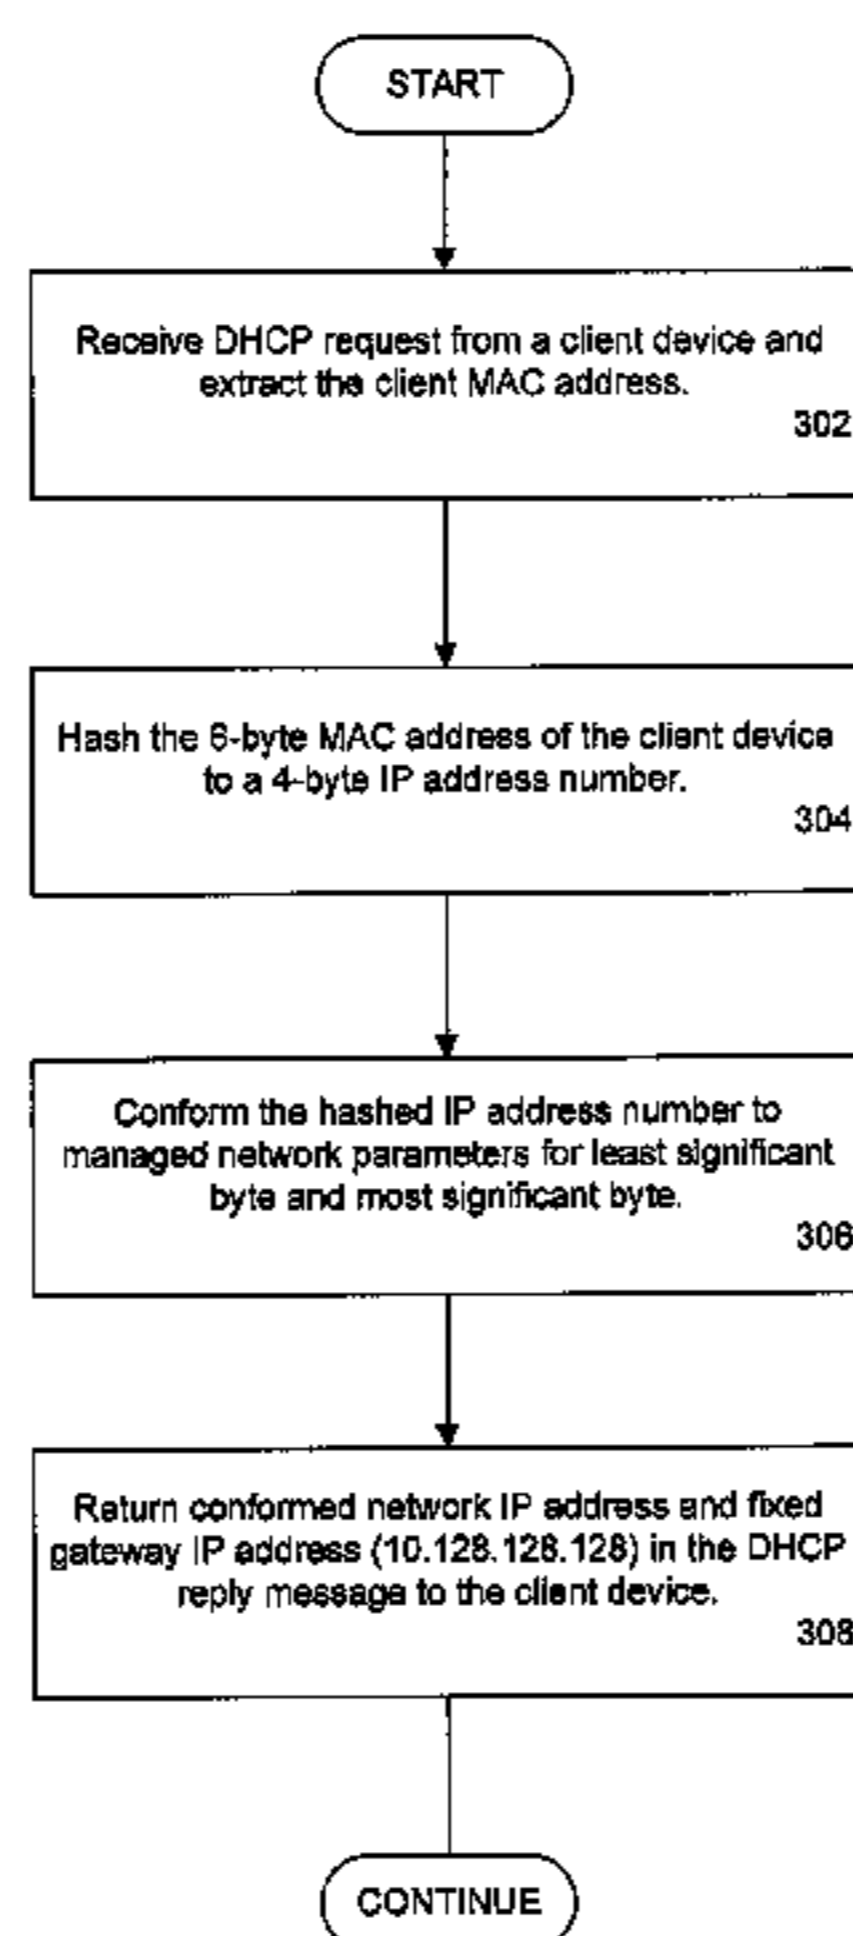 START
Receive DHCP request from a client device and
extract the client MAC address.
302
Hash the 6-byte MAC address of the client device
to a 4-byte IP address number.
304
Conform the hashed IP address number to
managed network parameters for least significant
byte and most significant byte.
306
Return conformed network IP address and fixed
gateway IP address (10.128.128.128) in the DHCP
reply message to the client device.
308
CONTINUE